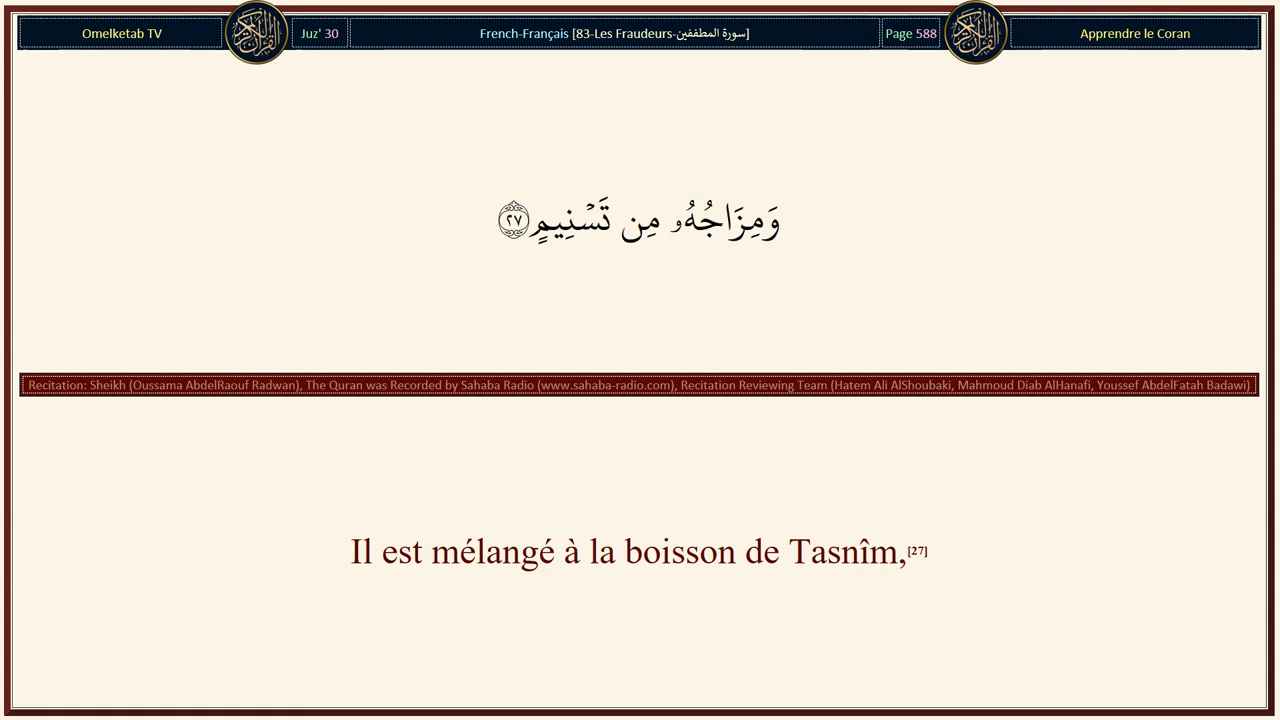 Omelketab TV
Juz' 30
French-Français [83-Les Fraudeurs-سورة المطففين]
Page 588
Apprendre le Coran
وَمِزَاجُهُۥ مِن تَسۡنِيمٍ ٢٧
Recitation: Sheikh (Oussama AbdelRaouf Radwan), The Quran was Recorded by Sahaba Radio (www.sahaba-radio.com), Recitation Reviewing Team (Hatem Ali AlShoubaki, Mahmoud Diab AlHanafi, Youssef AbdelFatah Badawi)
Il est mélangé à la boisson de Tasnîm,[27]